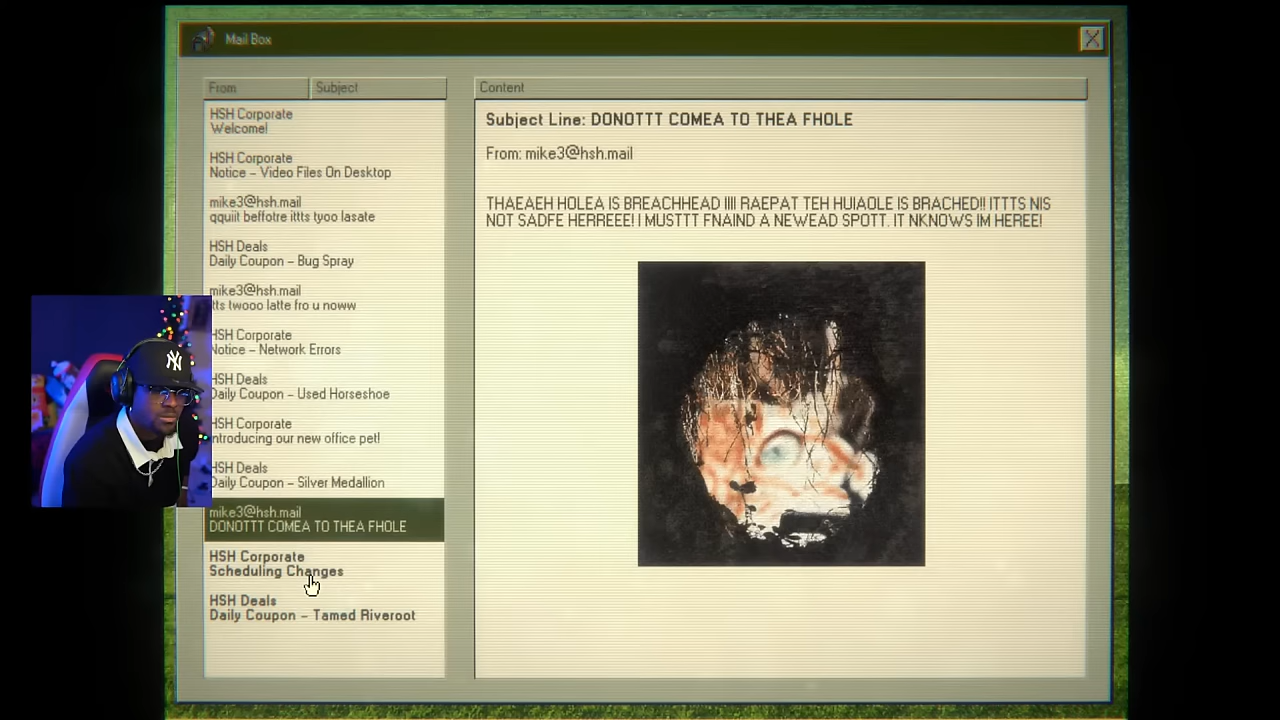 Mail Box
From Subject
HSH Corporate
Welcome!
HSH Corporate
Notice - Video Files On Desktop
mike3@hsh.mail
qquiit beffotre ittts tyoo lasate
HSH Deals
Daily Coupon - Bug Spray
mike3@hsh.mail
tts twooo latte fro u noww
HSH Corporate
Notice - Network Errors
HSH Deals
Daily Coupon - Used Horseshoe
HSH Corporate
ntroducing our new office pet!
HSH Deals
Daily Coupon - Silver Medallion
mike3@hsh.mail
DONOTTT COMEA TO THEA FHOLE
HSH Corporate
Scheduling Changes
HSH Deals
Daily Coupon - Tamed Riveroot
Content
Subject Line: DONOTTT COMEA TO THEA FHOLE
From: mike3@hsh.mail
THAEAEH HOLEA IS BREACHHEAD IIII RAEPAT TEH HUIAOLE IS BRACHED!! ITTTS NIS
NOT SADFE HERREEE! I MUSTTT FNAIND A NEWEAD SPOTT. IT NKNOWS IM HEREE!
NY